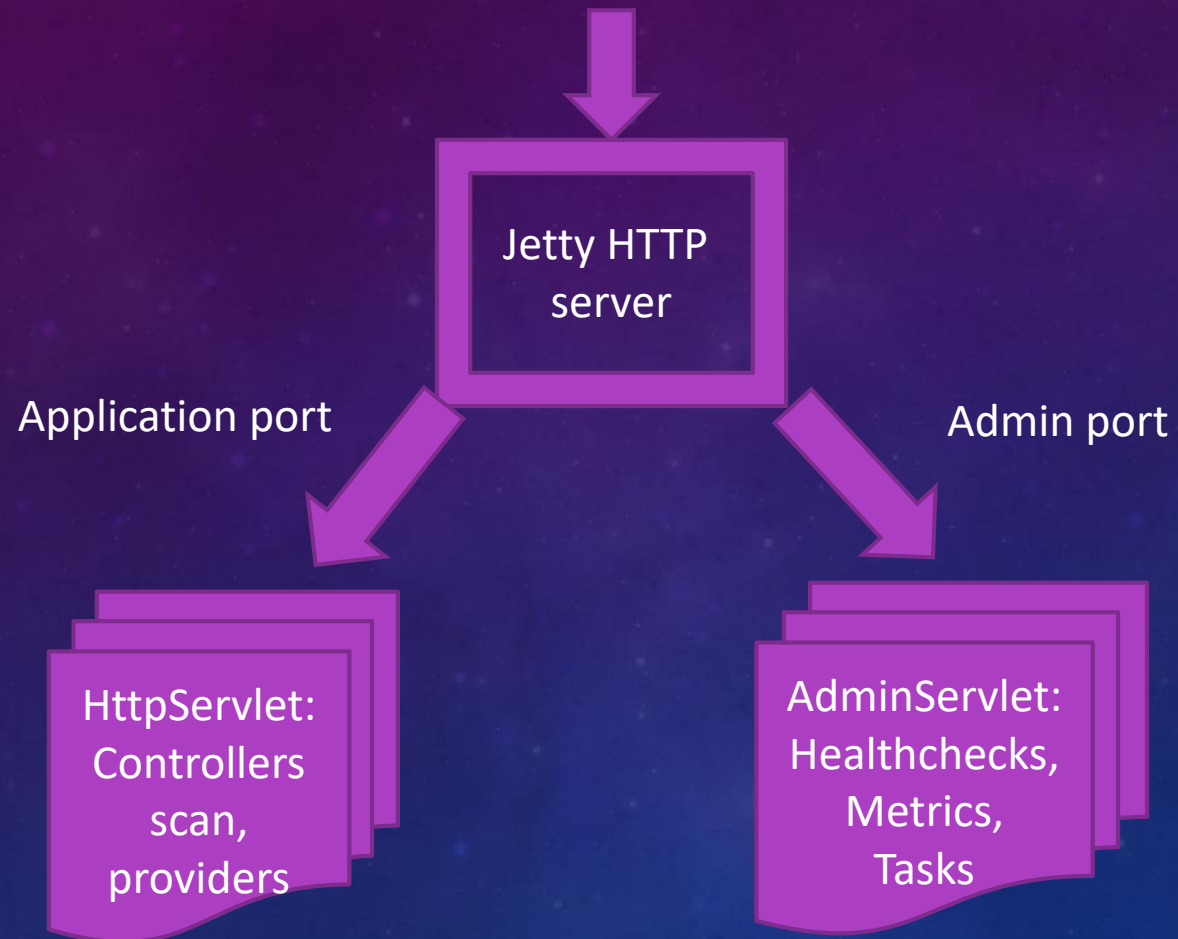 Jetty HTTP
server
Application port
Admin port
HttpServlet:
Controllers
scan,
providers
AdminServlet:
Healthchecks,
Metrics,
Tasks